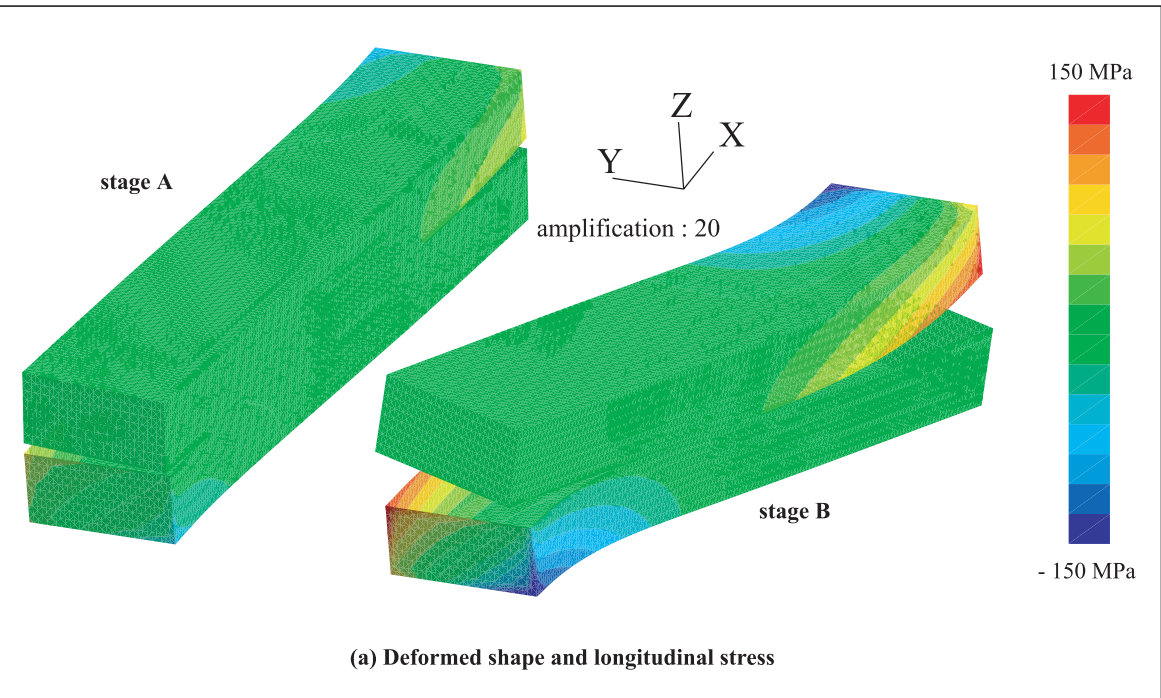 150 MPa
Z
X
Y
stage A
amplification : 20
stage B
- 150 MPa
(a) Deformed shape and longitudinal stress